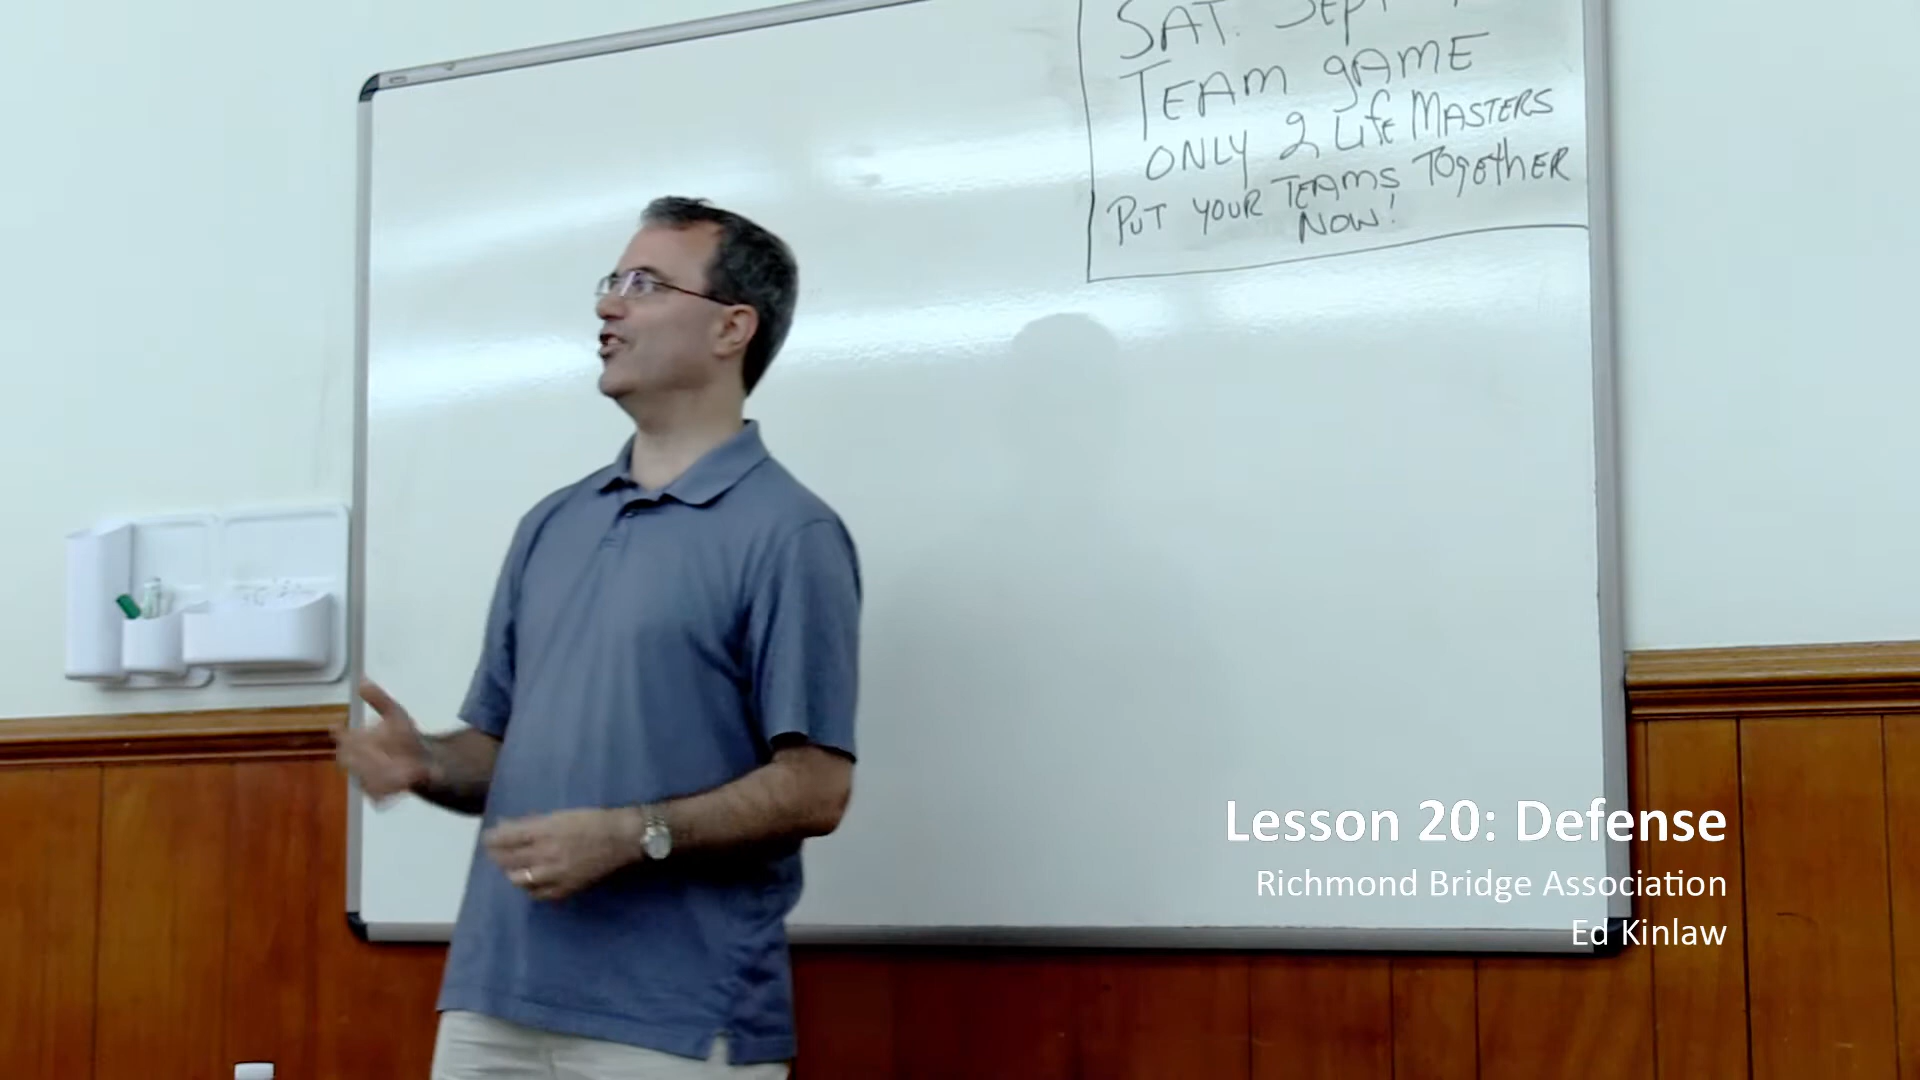 SAT. SEPT
TEAM GAME
ONLY 2 LIFE MASTERS
PUT YOUR TEAMS TOGETHER
NOW!
Lesson 20: Defense
Richmond Bridge Association
Ed Kinlaw